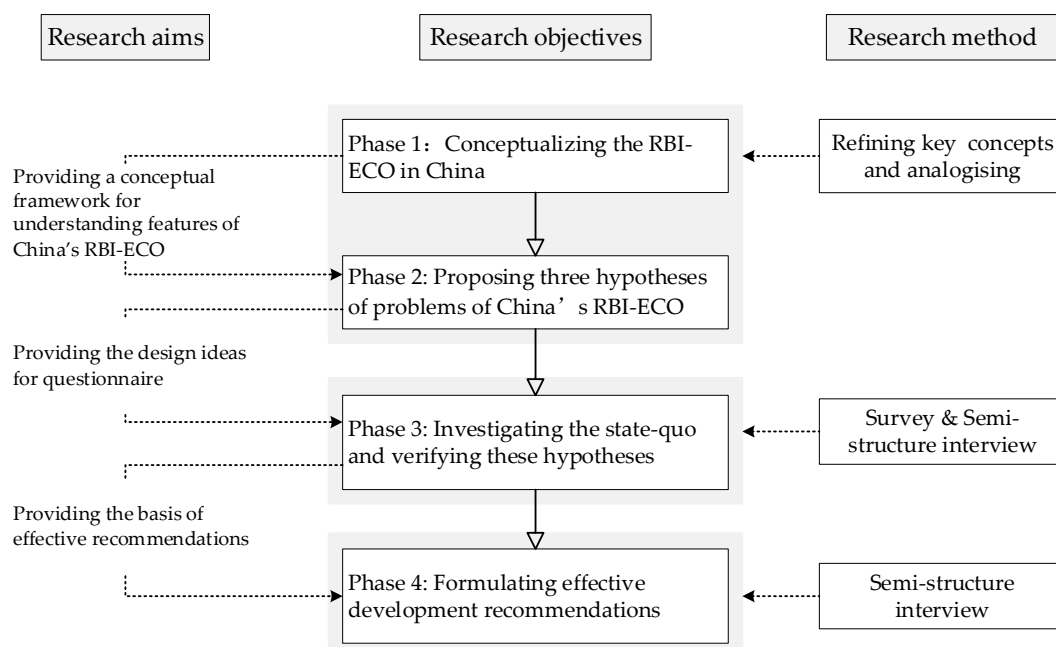 Research aims
Research objectives
Research method
Phase 1：Conceptualizing the RBI-
ECO in China
Refining key concepts
and analogising
Providing a conceptual
framework for
understanding features of
China's RBI-ECO
Phase 2: Proposing three hypotheses
of problems of China’s RBI-ECO
Providing the design ideas
for questionnaire
Phase 3: Investigating the state-quo
and verifying these hypotheses
Survey & Semi-
structure interview
Providing the basis of
effective recommendations
Phase 4: Formulating effective
development recommendations
Semi-structure
interview